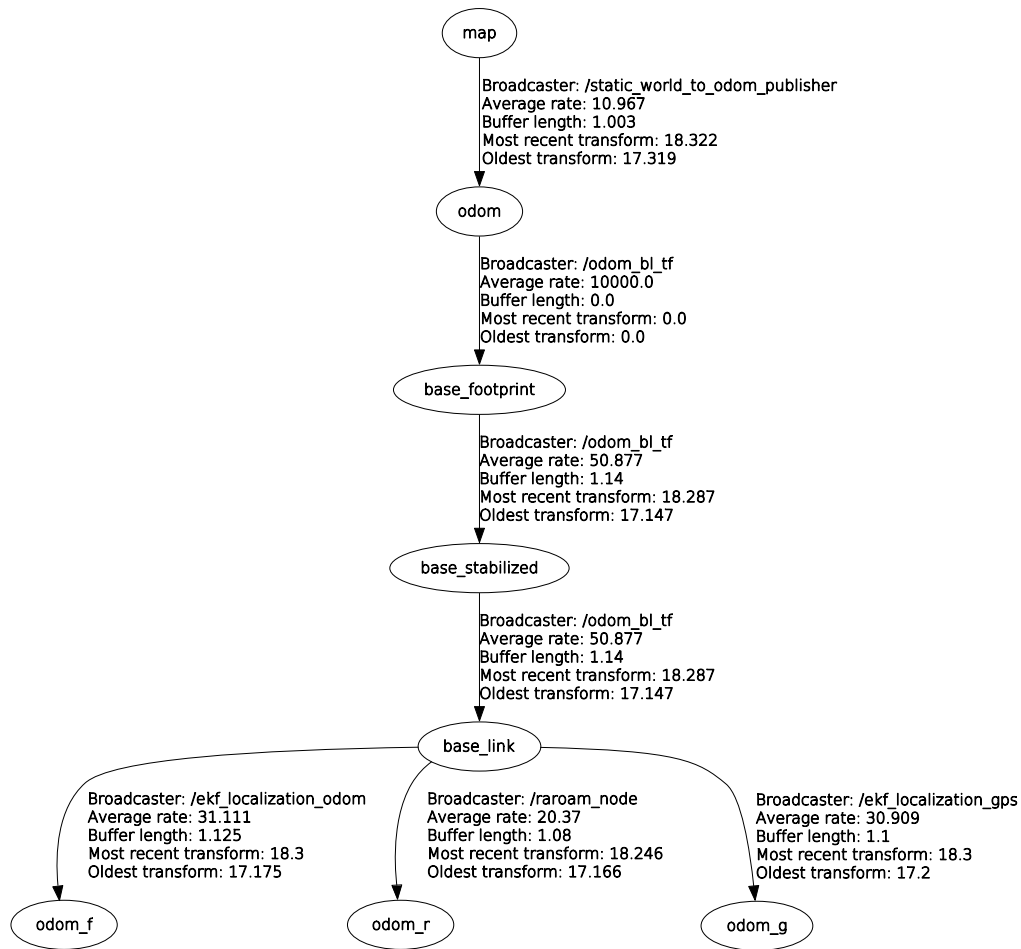 map
Broadcaster: /static_world_to_odom_publisher
Average rate: 10.967
Buffer length: 1.003
Most recent transform: 18.322
Oldest transform: 17.319
odom
Broadcaster: /odom_bl_tf
Average rate: 10000.0
Buffer length: 0.0
Most recent transform: 0.0
Oldest transform: 0.0
base_footprint
Broadcaster: /odom_bl_tf
Average rate: 50.877
Buffer length: 1.14
Most recent transform: 18.287
Oldest transform: 17.147
base_stabilized
Broadcaster: /odom_bl_tf
Average rate: 50.877
Buffer length: 1.14
Most recent transform: 18.287
Oldest transform: 17.147
base_link
Broadcaster: /ekf_localization_odom
Average rate: 31.111
Buffer length: 1.125
Most recent transform: 18.3
Oldest transform: 17.175
Broadcaster: /raroam_node
Average rate: 20.37
Buffer length: 1.08
Most recent transform: 18.246
Oldest transform: 17.166
Broadcaster: /ekf_localization_gps
Average rate: 30.909
Buffer length: 1.1
Most recent transform: 18.3
Oldest transform: 17.2
odom_f
odom_r
odom_g